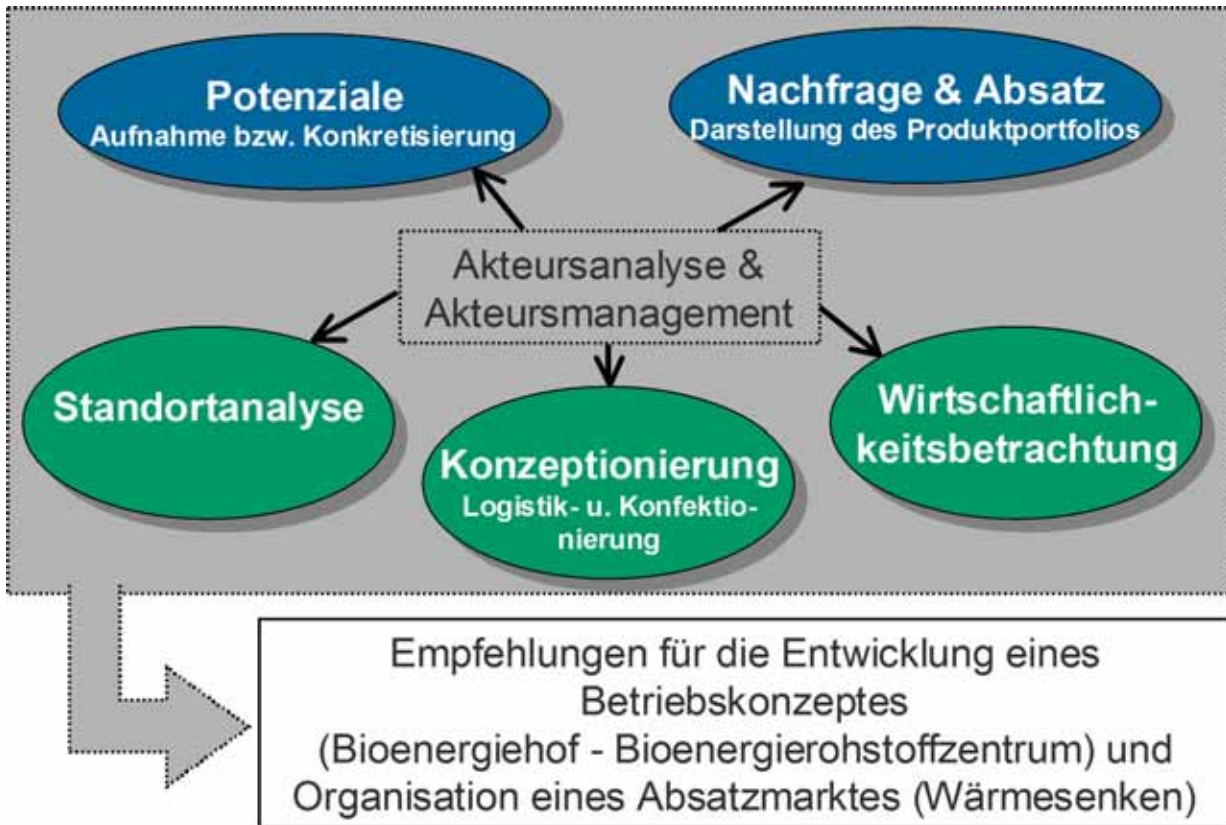 Potenziale
Aufnahme bzw. Konkretisierung
Nachfrage & Absatz
Darstellung des Produktportfolios
Akteursanalyse &
Akteursmanagement
Standortanalyse
Konzeptionierung
Logistik- u. Konfektio-
nierung
Wirtschaftlich-
keitsbetrachtung
Empfehlungen für die Entwicklung eines
Betriebskonzeptes
(Bioenergiehof - Bioenergierohstoffzentrum) und
Organisation eines Absatzmarktes (Wärmesenken)